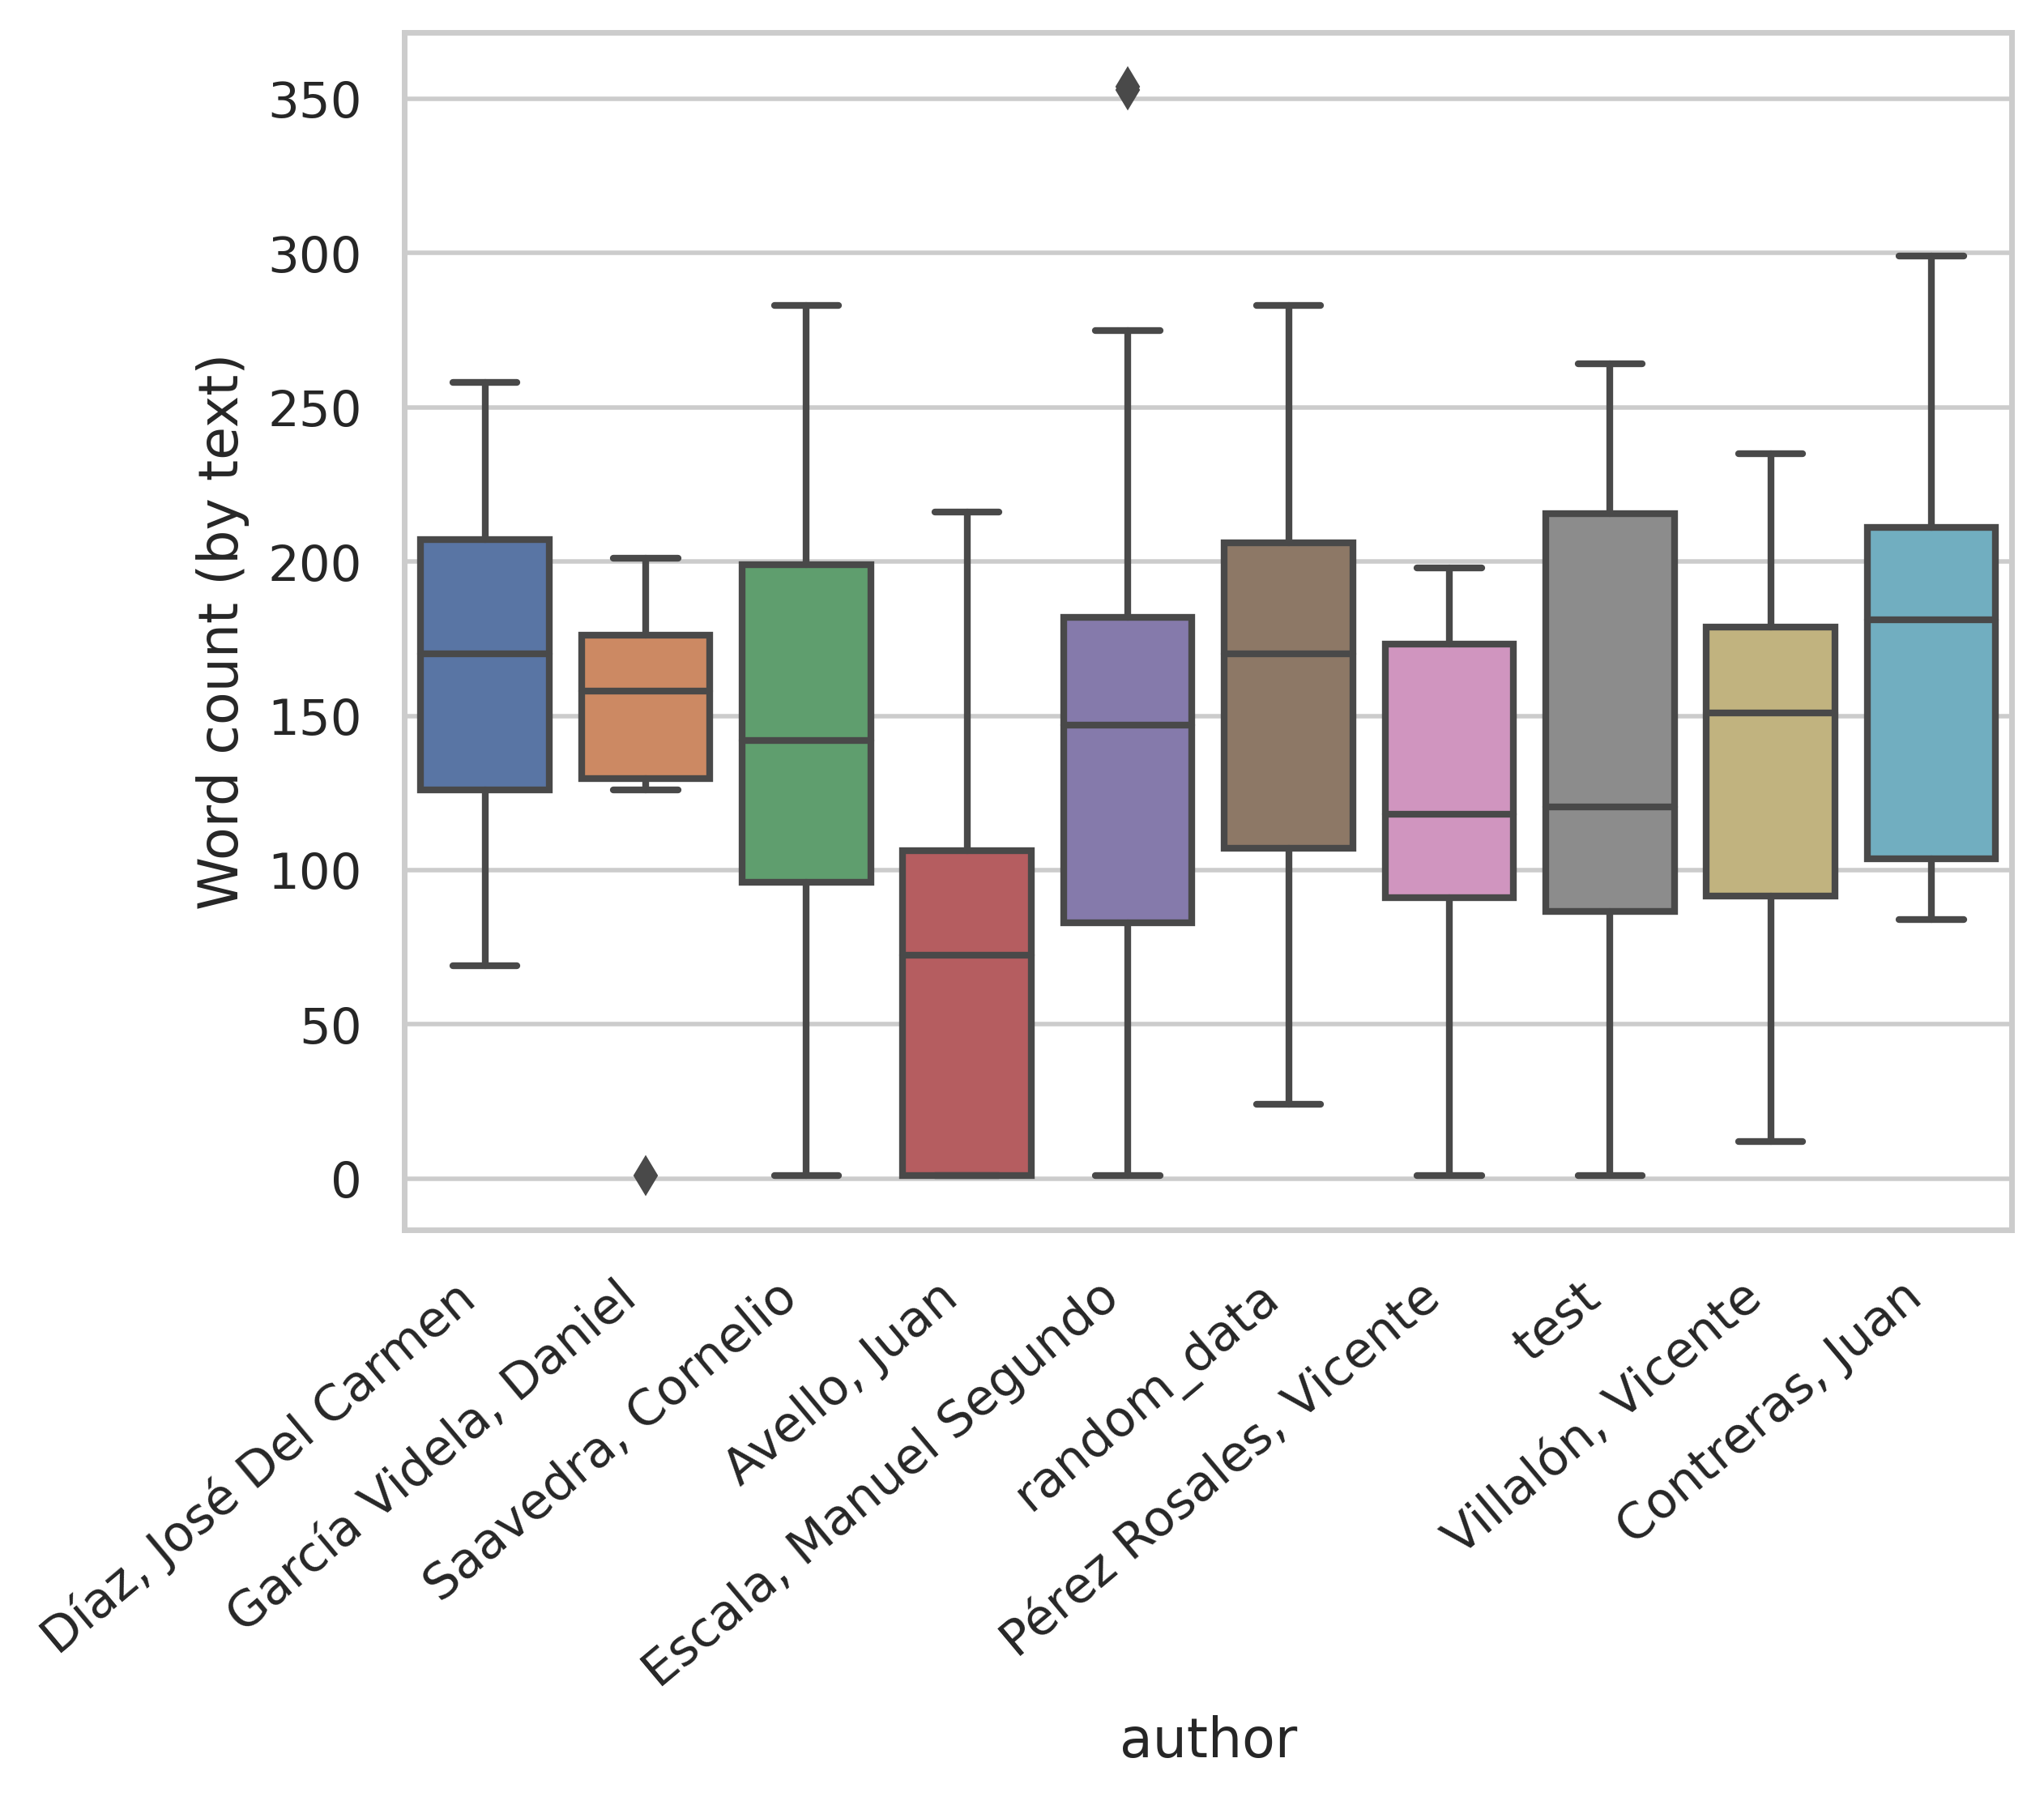 Word count (by text)
350
300
250
200
150
100
50
0
Díaz, José Del Carmen
García Videla, Daniel
Saavedra, Cornelio
Avello, Juan
Escala, Manuel Segundo
random_data
Pérez Rosales, Vicente
test
Villalón, Vicente
Contreras, Juan
author